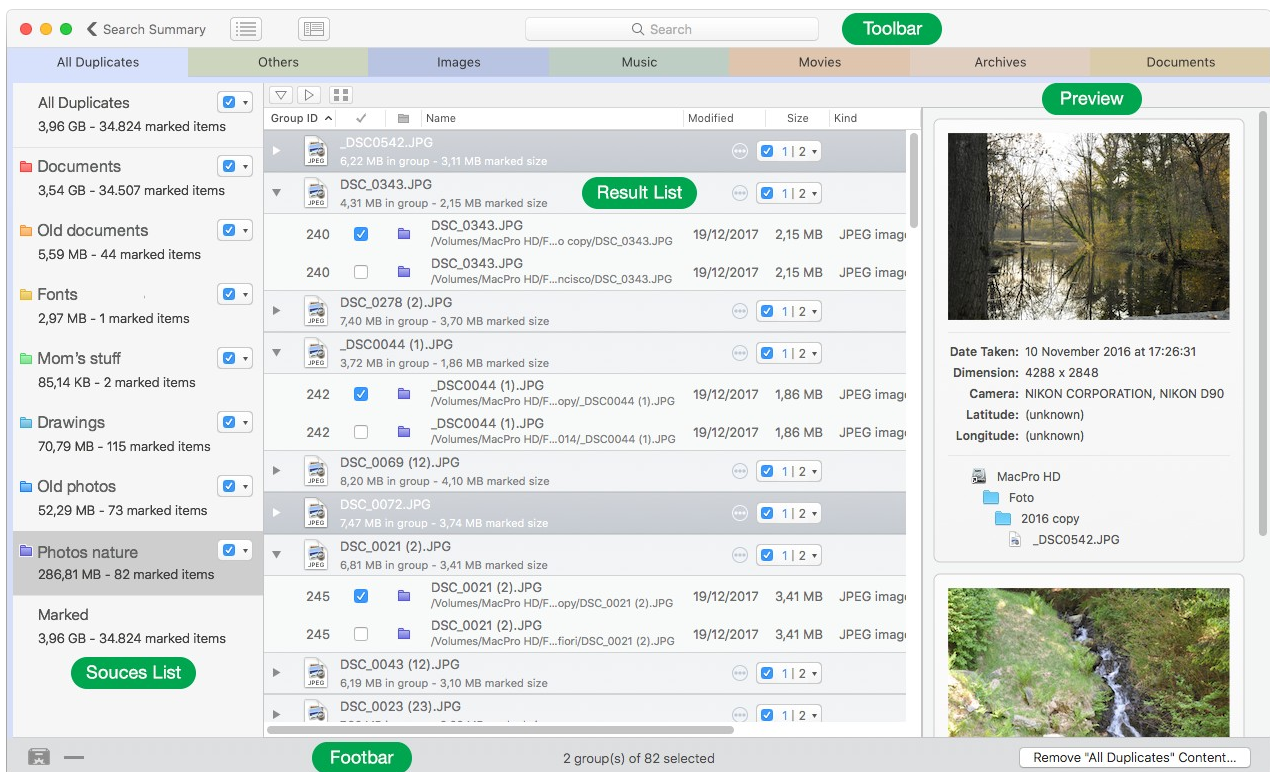 Search Summary
Search
Toolbar
All Duplicates
Others
Images
Music
Movies
Archives
Documents
All Duplicates
3,96 GB - 34.824 marked items
Documents
3,54 GB - 34.507 marked items
Old documents
5,59 MB - 44 marked items
Fonts
2,97 MB - 1 marked items
Mom's stuff
85,14 KB - 2 marked items
Drawings
70,79 MB - 115 marked items
Old photos
52,29 MB - 73 marked items
Photos nature
286,81 MB - 82 marked items
Marked
3,96 GB - 34.824 marked items
Souces List
Group ID Name Modified Size Kind
JPEG
_DSC0542.JPG
6,22 MB in group - 3,11 MB marked size
1 | 2
JPEG
DSC_0343.JPG
4,31 MB in group - 2,15 MB marked size
1 | 2
Result List
240 DSC_0343.JPG 19/12/2017 2,15 MB JPEG imag
/Volumes/MacPro HD/F...o copy/DSC_0343.JPG
240 DSC_0343.JPG 19/12/2017 2,15 MB JPEG imag
/Volumes/MacPro HD/F...ncisco/DSC_0343.JPG
JPEG
DSC_0278 (2).JPG
7,40 MB in group - 3,70 MB marked size
1 | 2
JPEG
_DSC0044 (1).JPG
3,72 MB in group - 1,86 MB marked size
1 | 2
242 _DSC0044 (1).JPG 19/12/2017 1,86 MB JPEG imag
/Volumes/MacPro HD/F...opy/_DSC0044 (1).JPG
242 _DSC0044 (1).JPG 19/12/2017 1,86 MB JPEG imag
/Volumes/MacPro HD/F...014/_DSC0044 (1).JPG
JPEG
DSC_0069 (12).JPG
8,20 MB in group - 4,10 MB marked size
1 | 2
JPEG
DSC_0072.JPG
7,47 MB in group - 3,74 MB marked size
1 | 2
JPEG
DSC_0021 (2).JPG
6,81 MB in group - 3,41 MB marked size
1 | 2
245 DSC_0021 (2).JPG 19/12/2017 3,41 MB JPEG imag
/Volumes/MacPro HD/F...opy/DSC_0021 (2).JPG
245 DSC_0021 (2).JPG 19/12/2017 3,41 MB JPEG imag
/Volumes/MacPro HD/F...fiori/DSC_0021 (2).JPG
JPEG
DSC_0043 (12).JPG
6,19 MB in group - 3,10 MB marked size
1 | 2
DSC_0023 (23).JPG
1 | 2
Preview
Date Taken: 10 November 2016 at 17:26:31
Dimension: 4288 x 2848
Camera: NIKON CORPORATION, NIKON D90
Latitude: (unknown)
Longitude: (unknown)
MacPro HD
Foto
2016 copy
_DSC0542.JPG
Footbar
2 group(s) of 82 selected
Remove "All Duplicates" Content...